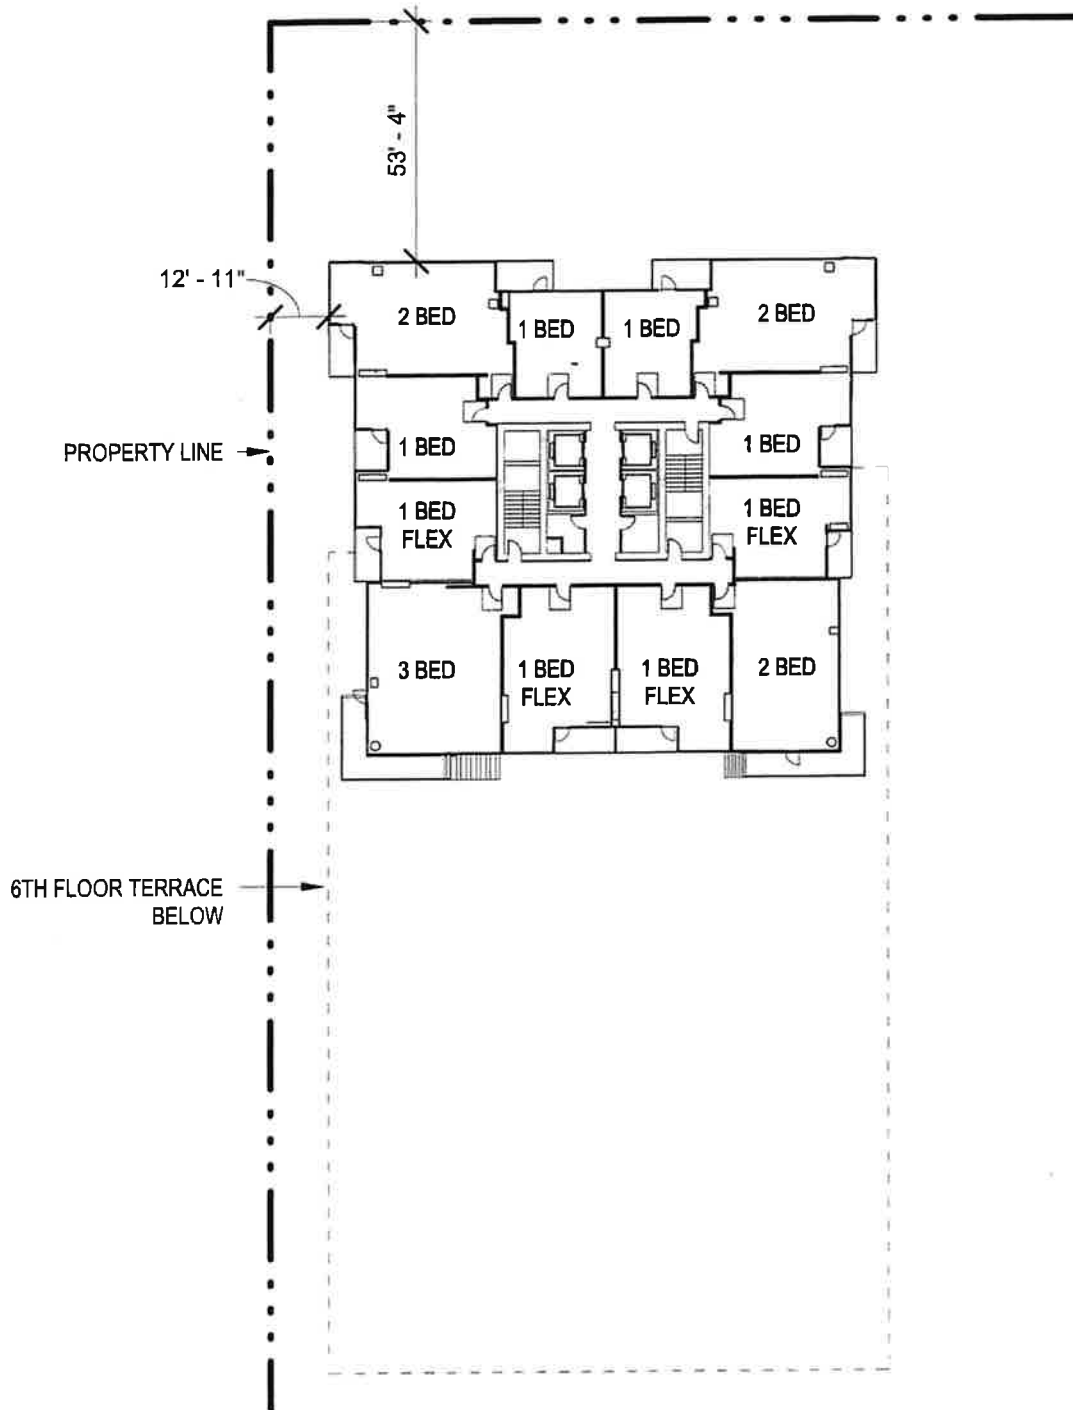 53' - 4"
12' - 11"
2 BED
1 BED
1 BED
2 BED
PROPERTY LINE
1 BED
1 BED
1 BED
FLEX
1 BED
FLEX
3 BED
1 BED
FLEX
1 BED
FLEX
2 BED
6TH FLOOR TERRACE
BELOW